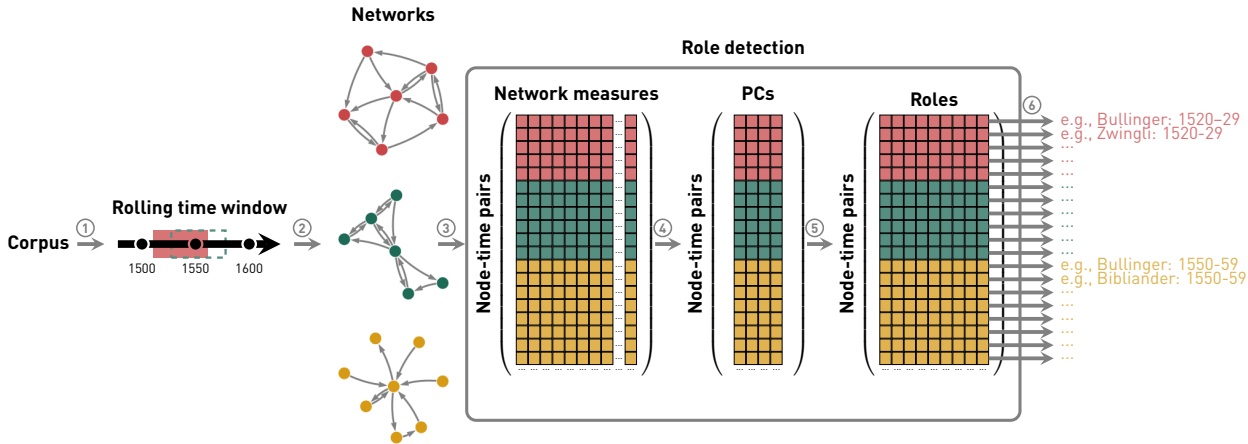 Networks
Role detection
Network measures
PCs
Roles
①
②
③
④
⑤
⑥
Corpus
Rolling time window
1500
1550
1600
Node-time pairs
Node-time pairs
Node-time pairs
...
...
...
...
...
...
...
...
...
...
...
...
... ... ... ... ... ... ... ... ... ...
... ... ... ...
... ... ... ... ... ... ... ... ...
e.g., Bullinger: 1520–29
e.g., Zwingli: 1520-29
...
...
...
...
...
...
...
...
...
e.g., Bullinger: 1550-59
e.g., Bibliander: 1550-59
...
...
...
...
...
...